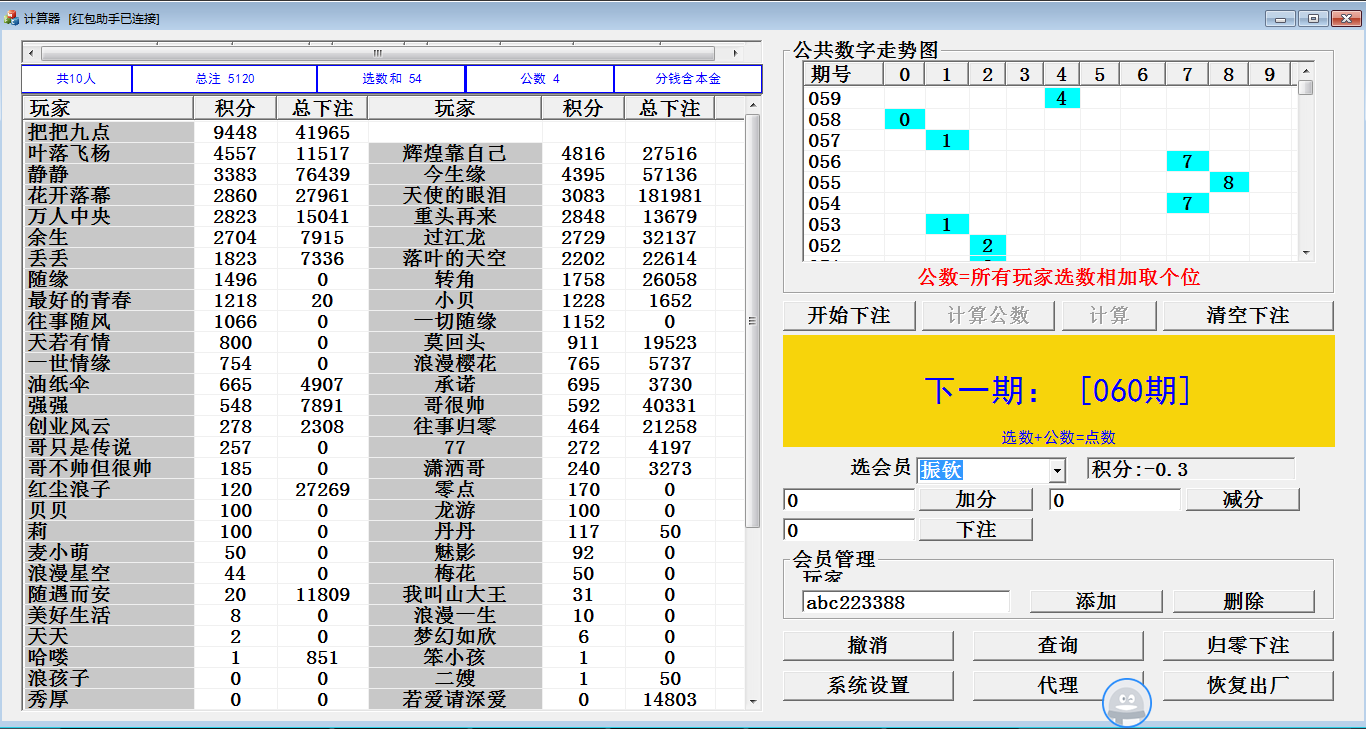 计算器 [红包助手已连接]
共10人 总注 5120 选数和 54 公数 4 分钱含本金
玩家 积分 总下注 玩家 积分 总下注
把把九点 9448 41965
叶落飞杨 4557 11517 辉煌靠自己 4816 27516
静静 3383 76439 今生缘 4395 57136
花开落幕 2860 27961 天使的眼泪 3083 181981
万人中央 2823 15041 重头再来 2848 13679
余生 2704 7915 过江龙 2729 32137
丢丢 1823 7336 落叶的天空 2202 22614
随缘 1496 0 转角 1758 26058
最好的青春 1218 20 小贝 1228 1652
往事随风 1066 0 一切随缘 1152 0
天若有情 800 0 莫回头 911 19523
一世情缘 754 0 浪漫樱花 765 5737
油纸伞 665 4907 承诺 695 3730
强强 548 7891 哥很帅 592 40331
创业风云 278 2308 往事归零 464 21258
哥只是传说 257 0 77 272 4197
哥不帅但很帅 185 0 潇洒哥 240 3273
红尘浪子 120 27269 零点 170 0
贝贝 100 0 龙游 100 0
莉 100 0 丹丹 117 50
麦小萌 50 0 魅影 92 0
浪漫星空 44 0 梅花 50 0
随遇而安 20 11809 我叫山大王 31 0
美好生活 8 0 浪漫一生 10 0
天天 2 0 梦幻如欣 6 0
哈喽 1 851 笨小孩 1 0
浪孩子 0 0 二嫂 1 50
秀厚 0 0 若爱请深爱 0 14803
公共数字走势图
期号 0 1 2 3 4 5 6 7 8 9
059 4
058 0
057 1
056 7
055 8
054 7
053 1
052 2
公数=所有玩家选数相加取个位
开始下注 计算公数 计算 清空下注
下一期： [060期]
选数+公数=点数
选会员 振钦 积分:-0.3
0 加分 0 减分
0 下注
会员管理
玩家
abc223388 添加 删除
撤消 查询 归零下注
系统设置 代理 恢复出厂